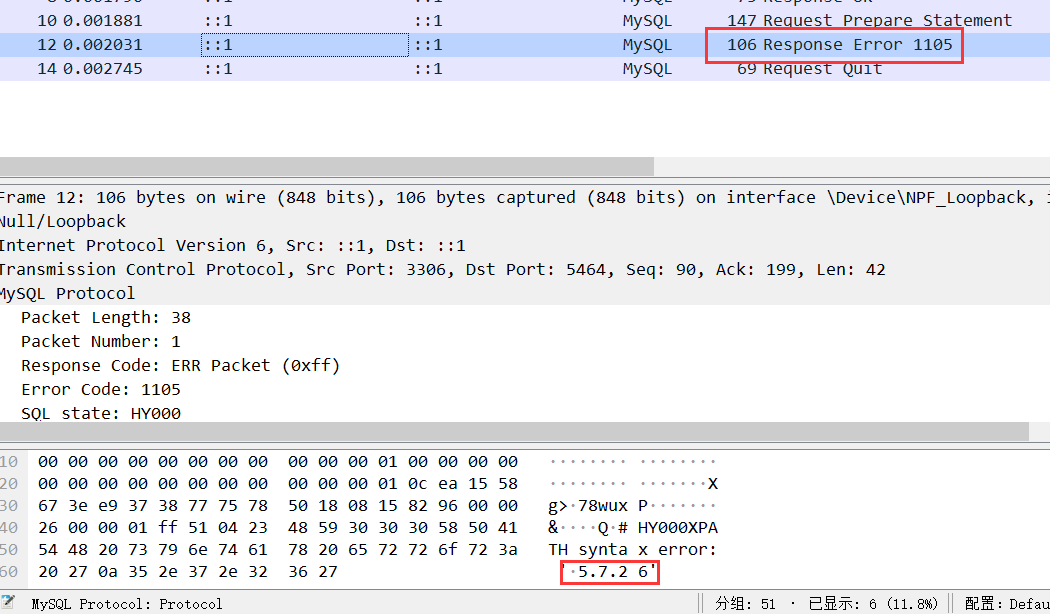 10 0.001881 ::1 ::1 MySQL 147 Request Prepare Statement
12 0.002031 ::1 ::1 MySQL 106 Response Error 1105
14 0.002745 ::1 ::1 MySQL 69 Request Quit
Frame 12: 106 bytes on wire (848 bits), 106 bytes captured (848 bits) on interface \Device\NPF_Loopback,
Null/Loopback
Internet Protocol Version 6, Src: ::1, Dst: ::1
Transmission Control Protocol, Src Port: 3306, Dst Port: 5464, Seq: 90, Ack: 199, Len: 42
MySQL Protocol
Packet Length: 38
Packet Number: 1
Response Code: ERR Packet (0xff)
Error Code: 1105
SQL state: HY000
10 00 00 00 00 00 00 00 00 00 00 00 01 00 00 00 00 ········ ········
20 00 00 00 00 00 00 00 00 00 00 00 01 0c ea 15 58 ········ ·······X
30 67 3e e9 37 38 77 75 78 50 18 08 15 82 96 00 00 g>·78wux P·······
40 26 00 00 01 ff 51 04 23 48 59 30 30 30 58 50 41 &····Q·# HY000XPA
50 54 48 20 73 79 6e 74 61 78 20 65 72 72 6f 72 3a TH synta x error:
60 20 27 0a 35 2e 37 2e 32 36 27 '·5.7.2 6'
MySQL Protocol: Protocol 分组: 51 · 已显示: 6 (11.8%) 配置: Defau